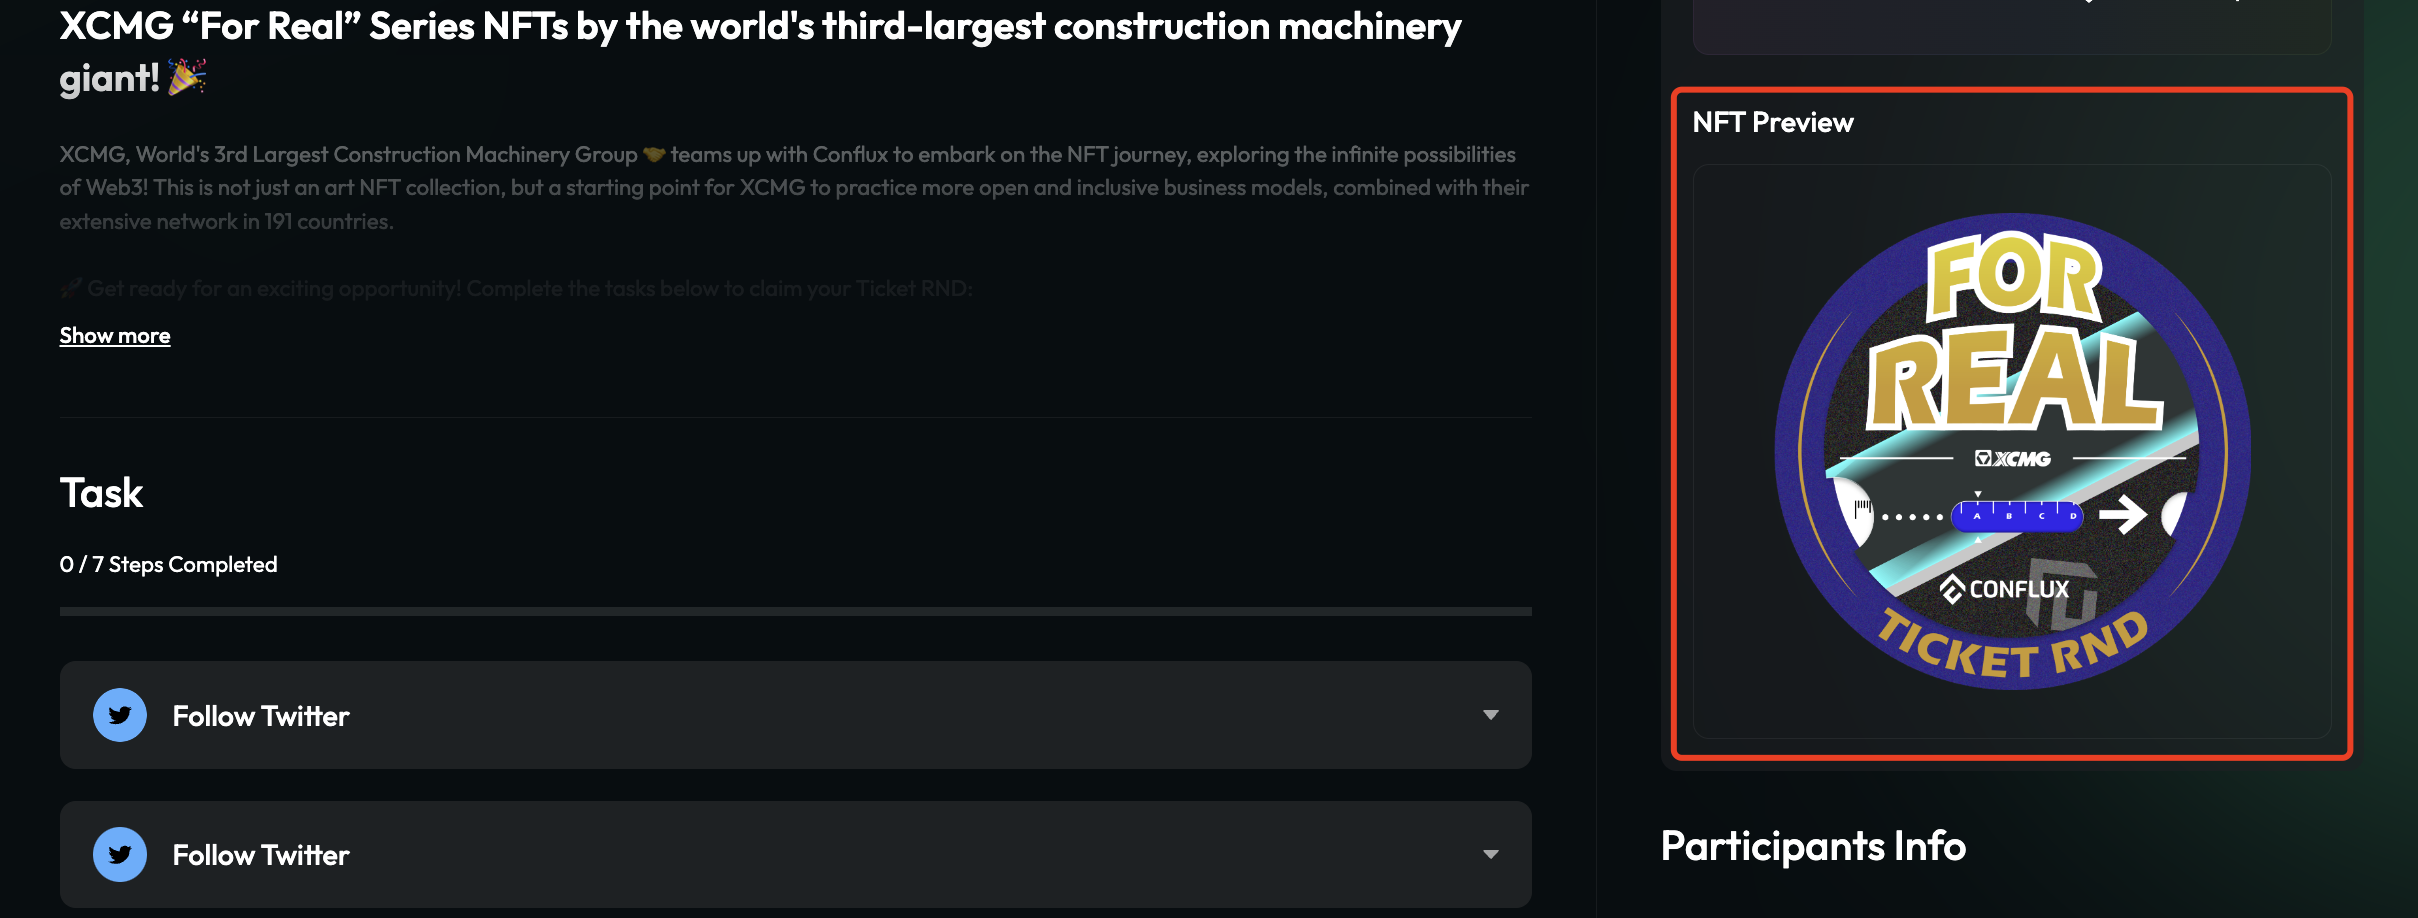 XCMG “For Real” Series NFTs by the world's third-largest construction machinery
giant! 🎉
XCMG, World's 3rd Largest Construction Machinery Group 🤝 teams up with Conflux to embark on the NFT journey, exploring the infinite possibilities
of Web3! This is not just an art NFT collection, but a starting point for XCMG to practice more open and inclusive business models, combined with their
extensive network in 191 countries.
🚀 Get ready for an exciting opportunity! Complete the tasks below to claim your Ticket RND:
Show more
Task
0 / 7 Steps Completed
Follow Twitter
Follow Twitter
NFT Preview
FOR
REAL
XCMG
A B C D
CONFLUX
TICKET RND
Participants Info